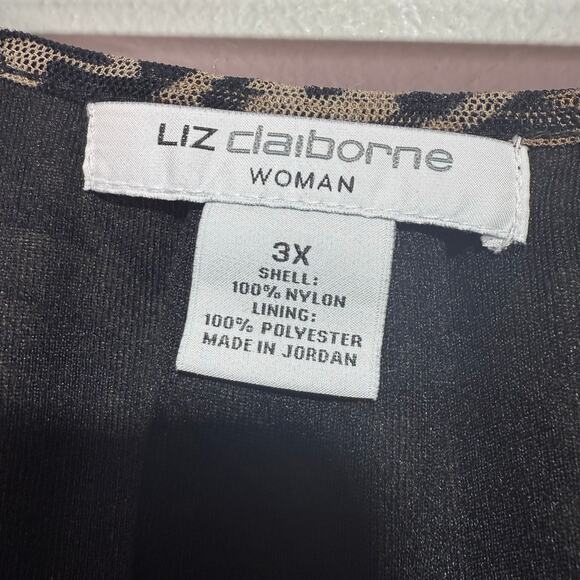 LIZ claiborne
WOMAN
3X
SHELL:
100% NYLON
LINING:
100% POLYESTER
MADE IN JORDAN